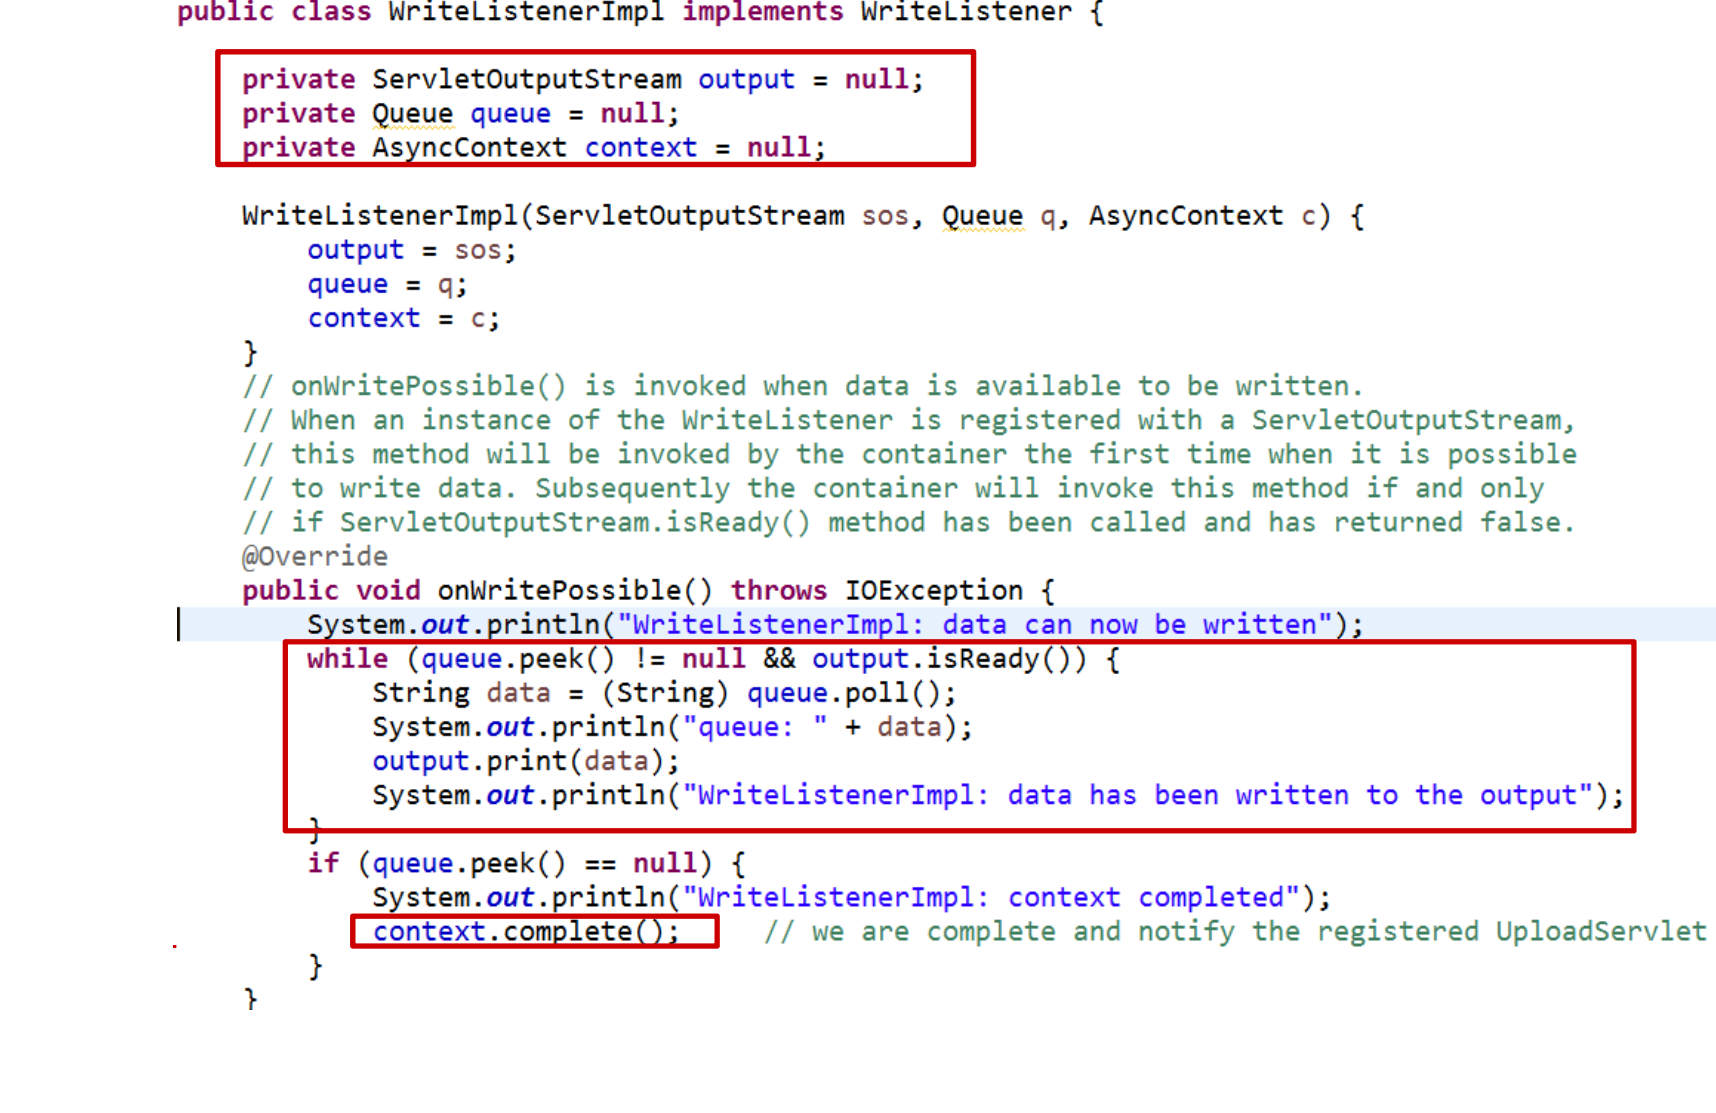 public class WriteListenerImpl implements WriteListener {
private ServletOutputStream output = null;
private Queue queue = null;
private AsyncContext context = null;
WriteListenerImpl(ServletOutputStream sos, Queue q, AsyncContext c) {
output = sos;
queue = q;
context = c;
}
// onWritePossible() is invoked when data is available to be written.
// When an instance of the WriteListener is registered with a ServletOutputStream,
// this method will be invoked by the container the first time when it is possible
// to write data. Subsequently the container will invoke this method if and only
// if ServletOutputStream.isReady() method has been called and has returned false.
@Override
public void onWritePossible() throws IOException {
System.out.println("WriteListenerImpl: data can now be written");
while (queue.peek() != null && output.isReady()) {
String data = (String) queue.poll();
System.out.println("queue: " + data);
output.print(data);
System.out.println("WriteListenerImpl: data has been written to the output");
}
if (queue.peek() == null) {
System.out.println("WriteListenerImpl: context completed");
context.complete(); // we are complete and notify the registered UploadServlet
}
}